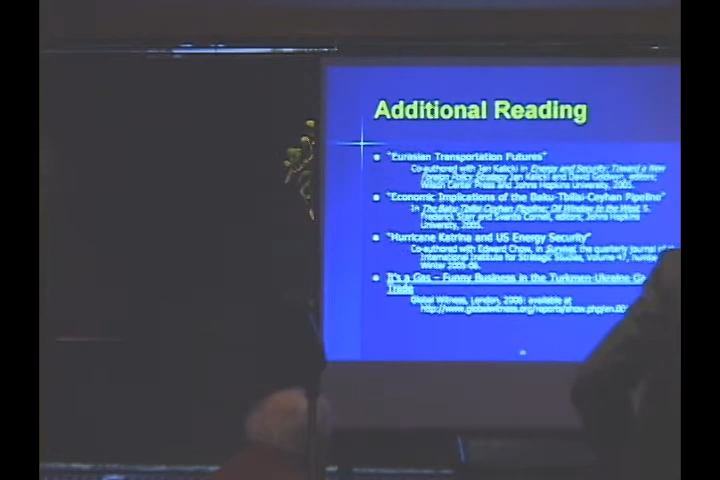 Additional Reading
"Eurasian Transportation Futures"
Co-authored with Jan Kalicki in Energy and Security: Toward a New
Foreign Policy Strategy Jan Kalicki and David Goldwyn, editors;
Wilson Center Press and Johns Hopkins University, 2005.
"Economic Implications of the Baku-Tbilisi-Ceyhan Pipeline"
In The Baku-Tbilisi-Ceyhan Pipeline: Oil Window to the West, S.
Frederick Starr and Svante Cornell, editors; Johns Hopkins
University, 2005.
"Hurricane Katrina and US Energy Security"
Co-authored with Edward Chow, in Survival, the quarterly journal of
International Institute for Strategic Studies, Volume 47,
Winter 2005-06.
It's a Gas – Funny Business in the Turkmen-Ukraine
Trade
Global Witness, London, 2006; available at
http://www.globalwitness.org/reports/show.php/en.00